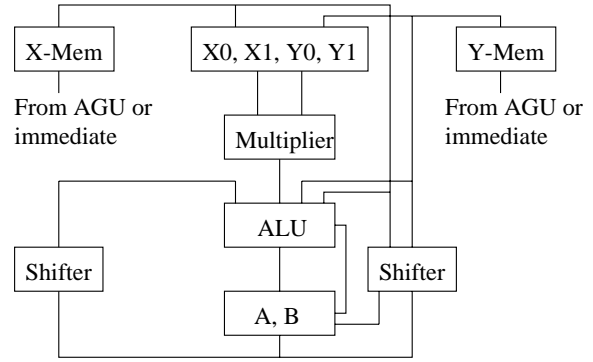 X-Mem
X0, X1, Y0, Y1
Y-Mem
From AGU or
immediate
From AGU or
immediate
Multiplier
ALU
Shifter
Shifter
A, B